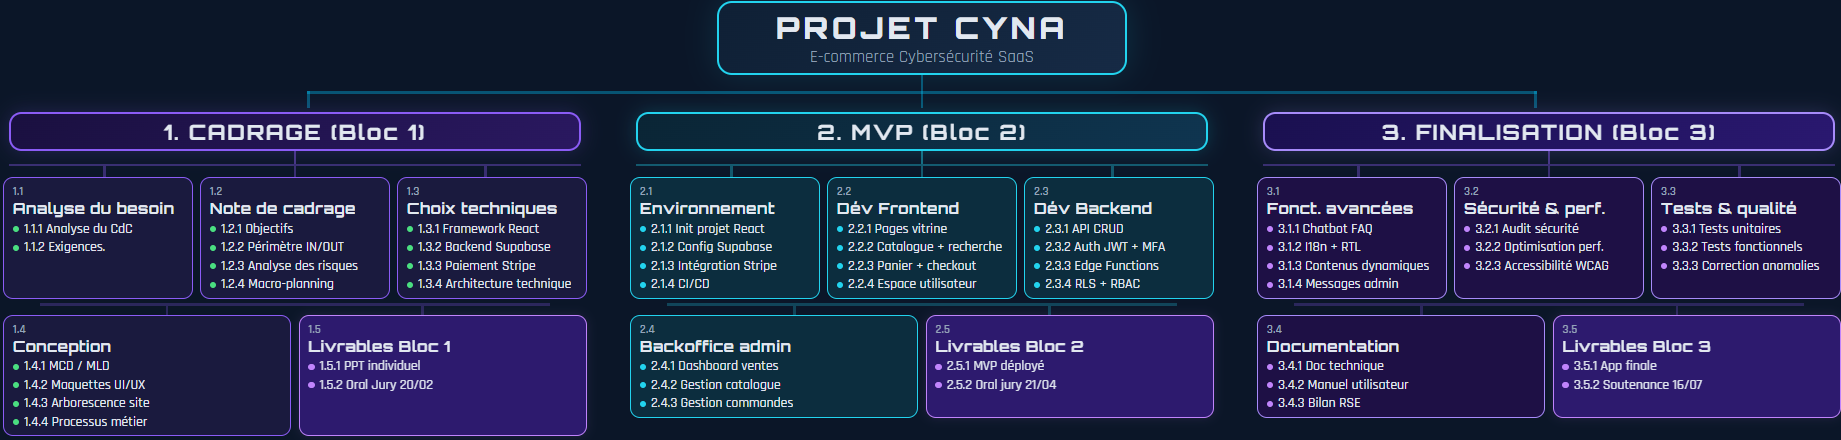 PROJET CYNA
E-commerce Cybersécurité SaaS
1. CADRAGE (Bloc 1)
1.1
Analyse du besoin
1.1.1 Analyse du CdC
1.1.2 Exigences.
1.2
Note de cadrage
1.2.1 Objectifs
1.2.2 Périmètre IN/OUT
1.2.3 Analyse des risques
1.2.4 Macro-planning
1.3
Choix techniques
1.3.1 Framework React
1.3.2 Backend Supabase
1.3.3 Paiement Stripe
1.3.4 Architecture technique
1.4
Conception
1.4.1 MCD / MLD
1.4.2 Maquettes UI/UX
1.4.3 Arborescence site
1.4.4 Processus métier
1.5
Livrables Bloc 1
1.5.1 PPT individuel
1.5.2 Oral Jury 20/02
2. MVP (Bloc 2)
2.1
Environnement
2.1.1 Init projet React
2.1.2 Config Supabase
2.1.3 Intégration Stripe
2.1.4 CI/CD
2.2
Dév Frontend
2.2.1 Pages vitrine
2.2.2 Catalogue + recherche
2.2.3 Panier + checkout
2.2.4 Espace utilisateur
2.3
Dév Backend
2.3.1 API CRUD
2.3.2 Auth JWT + MFA
2.3.3 Edge Functions
2.3.4 RLS + RBAC
2.4
Backoffice admin
2.4.1 Dashboard ventes
2.4.2 Gestion catalogue
2.4.3 Gestion commandes
2.5
Livrables Bloc 2
2.5.1 MVP déployé
2.5.2 Oral jury 21/04
3. FINALISATION (Bloc 3)
3.1
Fonct. avancées
3.1.1 Chatbot FAQ
3.1.2 I18n + RTL
3.1.3 Contenus dynamiques
3.1.4 Messages admin
3.2
Sécurité & perf.
3.2.1 Audit sécurité
3.2.2 Optimisation perf.
3.2.3 Accessibilité WCAG
3.3
Tests & qualité
3.3.1 Tests unitaires
3.3.2 Tests fonctionnels
3.3.3 Correction anomalies
3.4
Documentation
3.4.1 Doc technique
3.4.2 Manuel utilisateur
3.4.3 Bilan RSE
3.5
Livrables Bloc 3
3.5.1 App finale
3.5.2 Soutenance 16/07